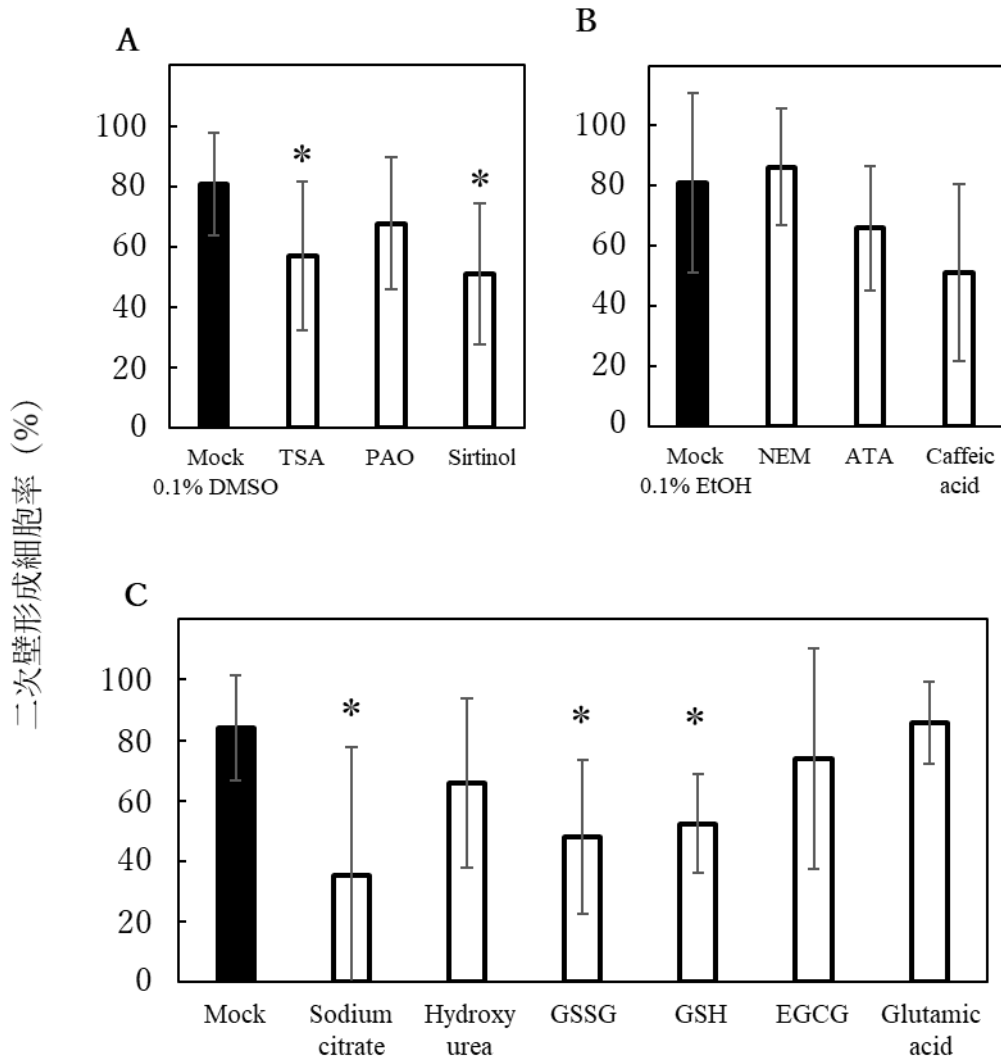 A
100
80
60
40
20
0
*
*
Mock
0.1% DMSO
TSA
PAO
Sirtinol
B
100
80
60
40
20
0
Mock
0.1% EtOH
NEM
ATA
Caffeic
acid
二次壁形成細胞率 (%)
C
100
80
60
40
20
0
*
*
*
Mock
Sodium
citrate
Hydroxy
urea
GSSG
GSH
EGCG
Glutamic
acid